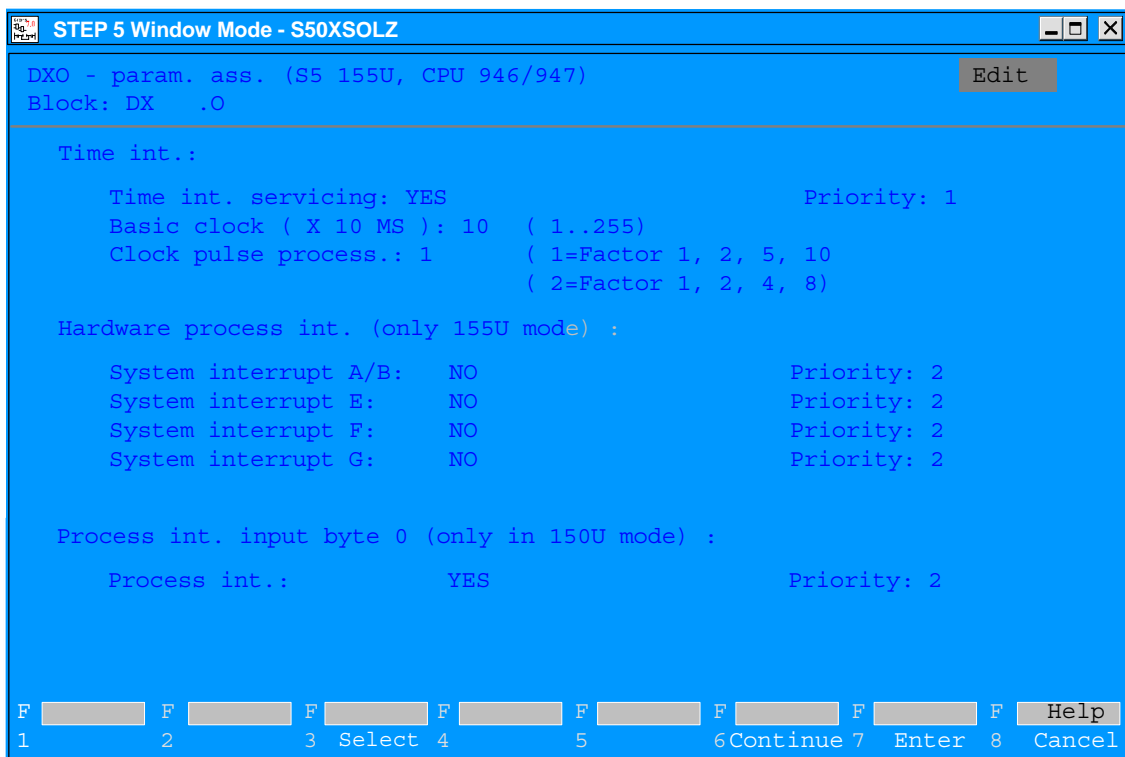 STEP 5 Window Mode - S50XSOLZ
DXO - param. ass. (S5 155U, CPU 946/947) Edit
Block: DX .O
Time int.:
Time int. servicing: YES Priority: 1
Basic clock ( X 10 MS ): 10 ( 1..255)
Clock pulse process.: 1 ( 1=Factor 1, 2, 5, 10
( 2=Factor 1, 2, 4, 8)
Hardware process int. (only 155U mode) :
System interrupt A/B: NO Priority: 2
System interrupt E: NO Priority: 2
System interrupt F: NO Priority: 2
System interrupt G: NO Priority: 2
Process int. input byte 0 (only in 150U mode) :
Process int.: YES Priority: 2
F F F F F F F F Help
1 2 3 Select 4 5 6 Continue 7 Enter 8 Cancel